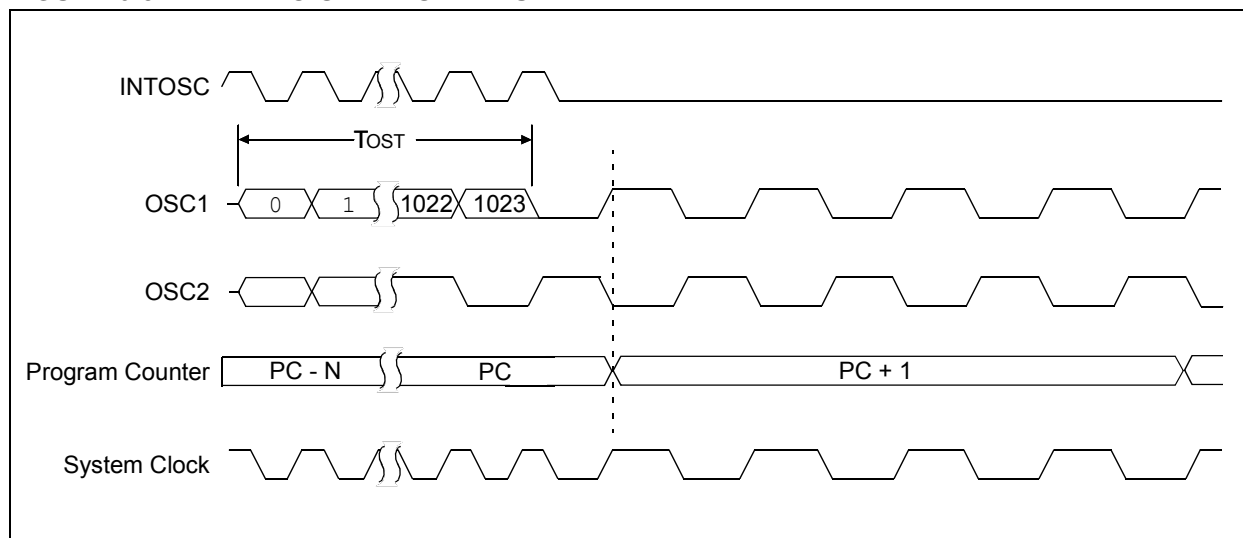 INTOSC
TOST
OSC1 0 1 1022 1023
OSC2
Program Counter PC - N PC PC + 1
System Clock